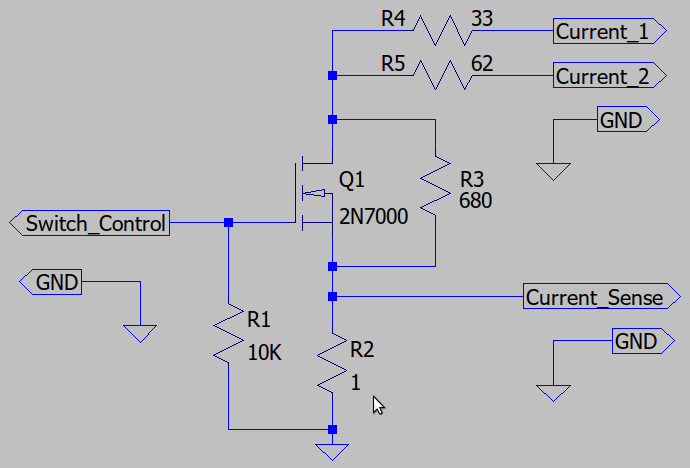 R4 33 Current_1
R5 62 Current_2
GND
Q1
2N7000
R3
680
Switch_Control
GND
Current_Sense
R1
10K
R2
1
GND